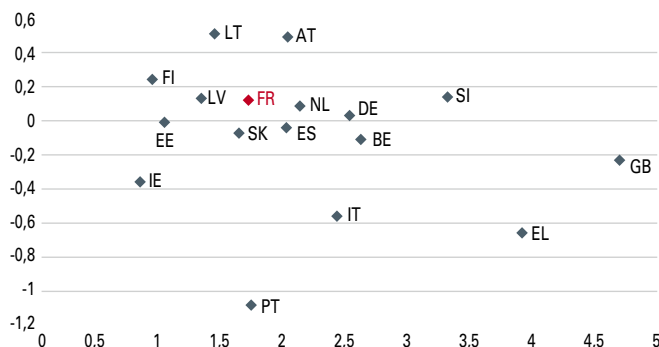 0,6
LT
AT
0,4
FI
0,2
LV
FR
NL
DE
SI
0
EE
SK
ES
BE
-0,2
GB
IE
-0,4
IT
-0,6
EL
-0,8
-1
PT
-1,2
0 0,5 1 1,5 2 2,5 3 3,5 4 4,5 5